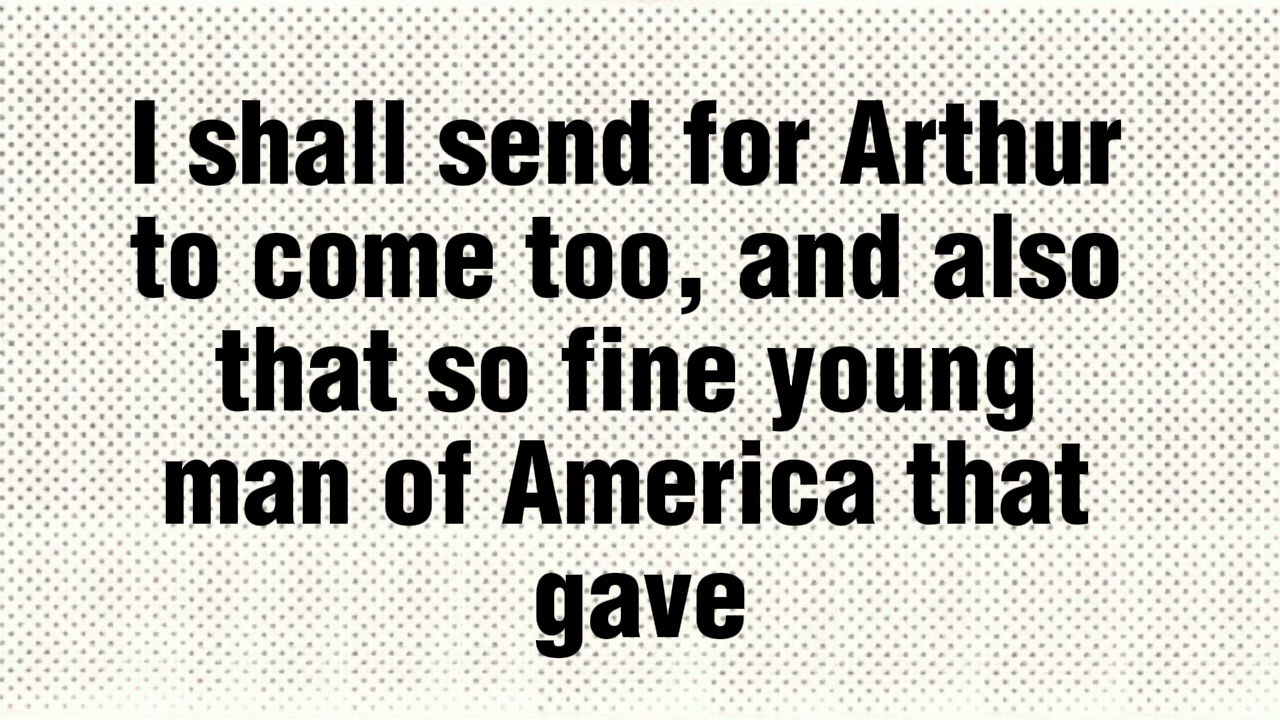 I shall send for Arthur
to come too, and also
that so fine young
man of America that
gave